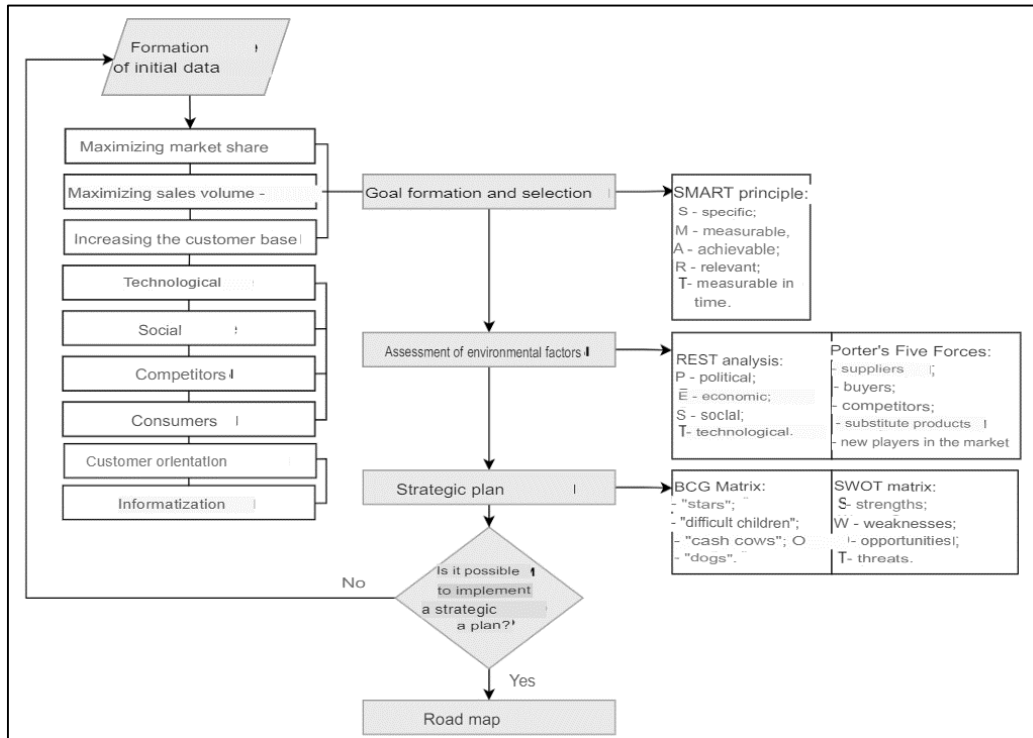 Formation
of initial data
Maximizing market share
Maximizing sales volume -
Increasing the customer base
Technological
Social
Competitors
Consumers
Customer orientation
Informatization
Goal formation and selection
SMART principle:
S - specific;
M - measurable,
A - achievable;
R - relevant;
T- measurable in
time.
Assessment of environmental factors
REST analysis:
P - political;
E - economic;
S - social;
T- technological.
Porter's Five Forces:
- suppliers ;
- buyers;
- competitors;
- substitute products
- new players in the market
Strategic plan
BCG Matrix:
- "stars";
- "difficult children";
- "cash cows"; O
- "dogs".
SWOT matrix:
S- strengths;
W - weaknesses;
- opportunities;
T- threats.
Is it possible
to implement
a strategic
a plan?
No
Yes
Road map